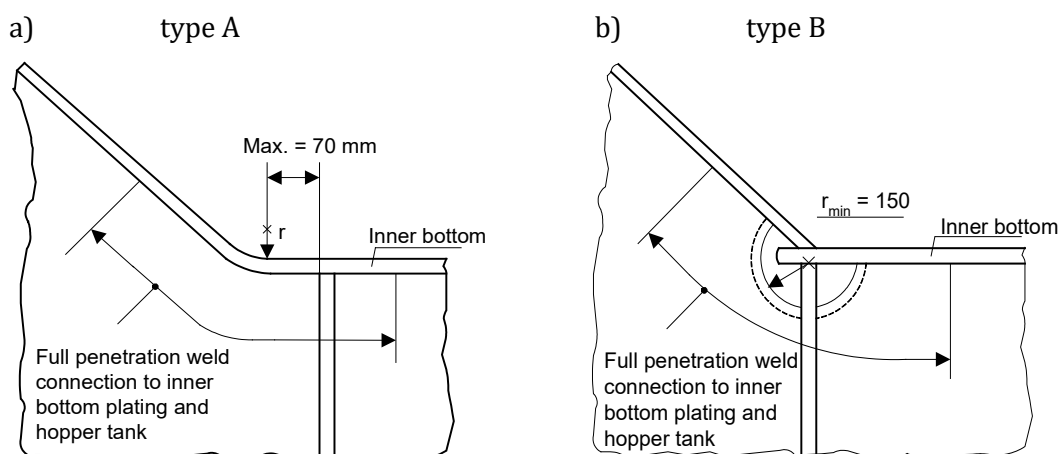 a) type A
b) type B
Max. = 70 mm
r
Inner bottom
Full penetration weld
connection to inner
bottom plating and
hopper tank
r_min = 150
Inner bottom
Full penetration weld
connection to inner
bottom plating and
hopper tank